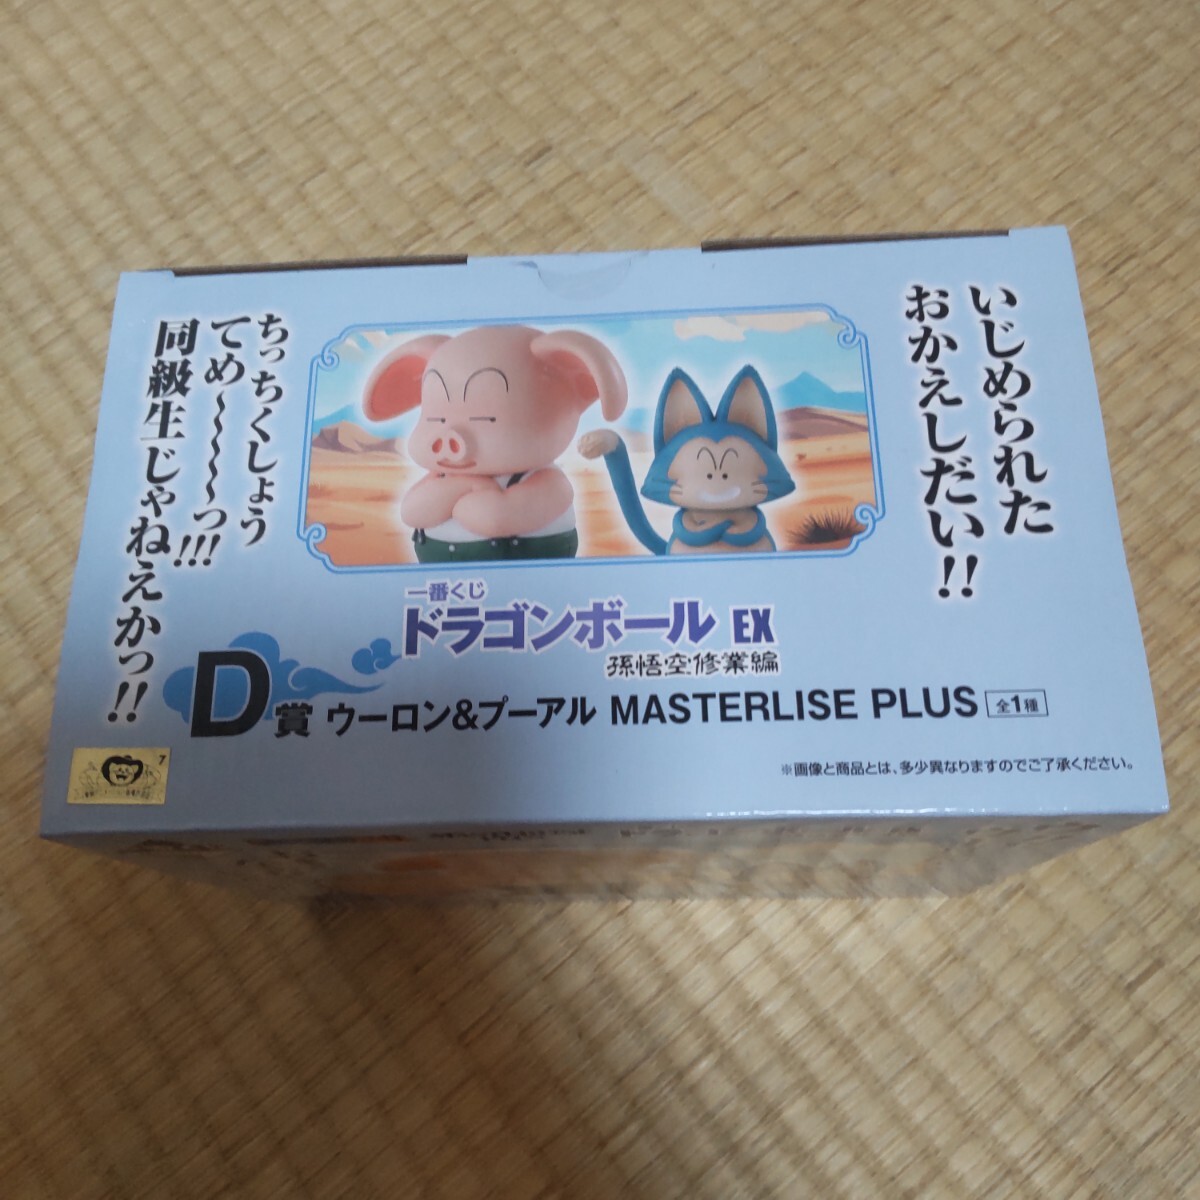 いじめられた
おかえしだい!!
ちっちくしょう
てめ〜〜〜〜っ!!!
同級生じゃねえかっ!!
一番くじ
ドラゴンボール EX
孫悟空修業編
D賞 ウーロン&プーアル MASTERLISE PLUS 全1種
※画像と商品とは、多少異なりますのでご了承ください。
7